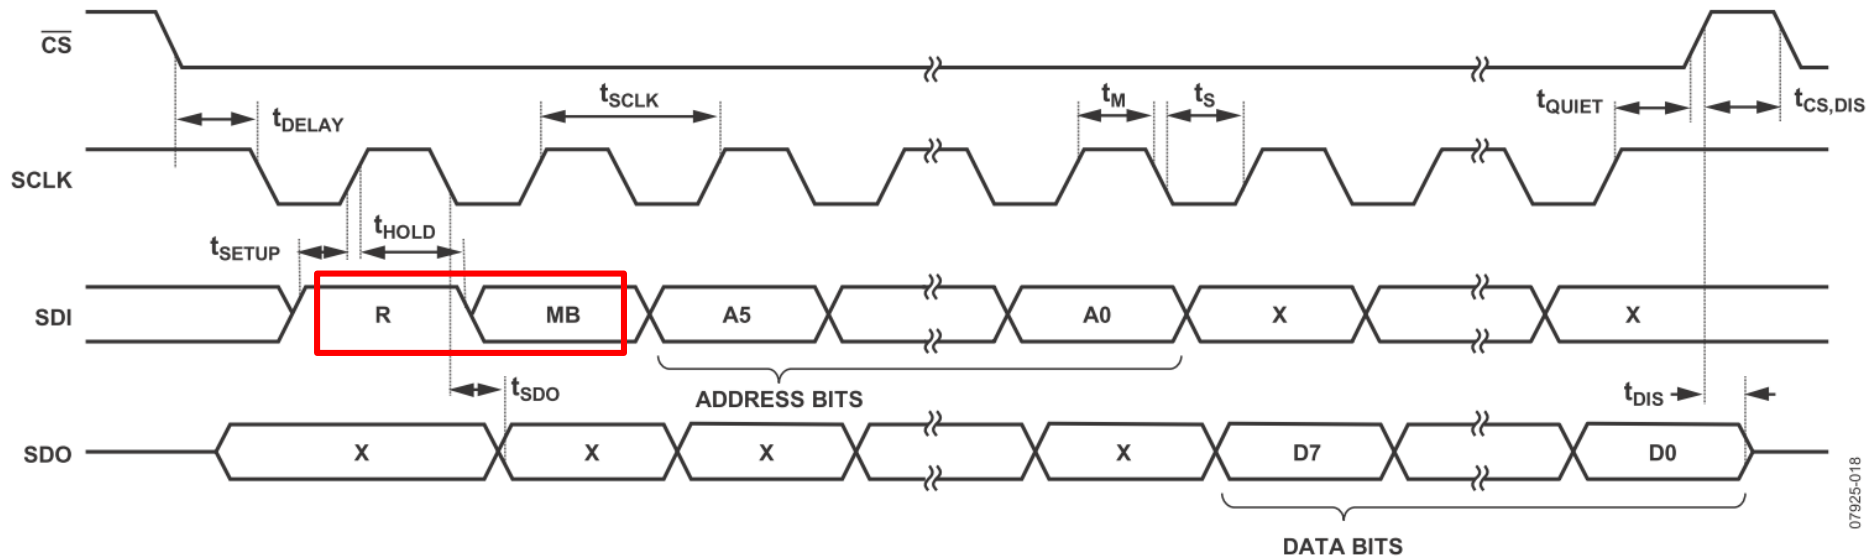 CS
tDELAY
tSCLK
tM
tS
tQUIET
tCS,DIS
SCLK
tSETUP
tHOLD
SDI
R
MB
A5
A0
X
X
tSDO
ADDRESS BITS
tDIS
SDO
X
X
X
X
D7
D0
DATA BITS
07925-018